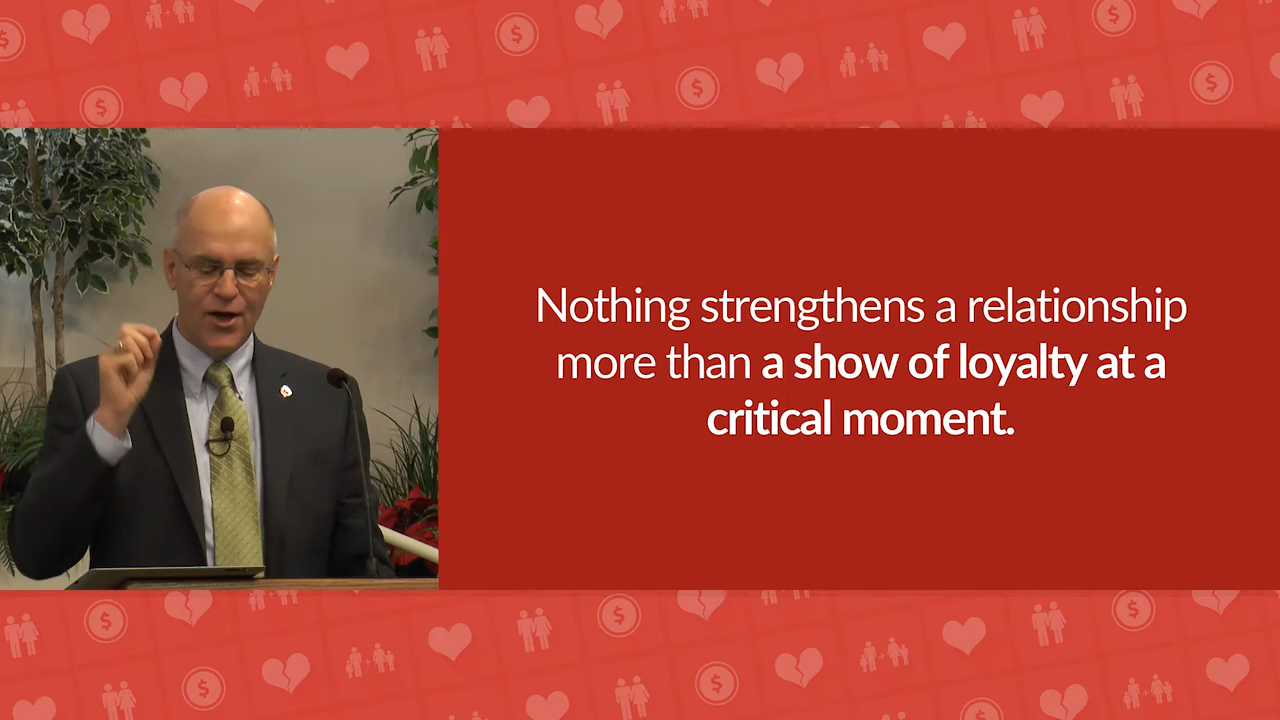 Nothing strengthens a relationship
more than a show of loyalty at a
critical moment.